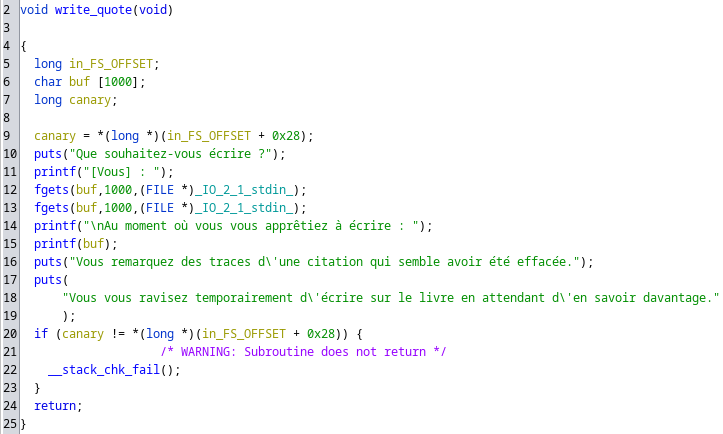 2 void write_quote(void)
3
4 {
5   long in_FS_OFFSET;
6   char buf [1000];
7   long canary;
8
9   canary = *(long *)(in_FS_OFFSET + 0x28);
10   puts("Que souhaitez-vous écrire ?");
11   printf("[Vous] : ");
12   fgets(buf,1000,(FILE *)_IO_2_1_stdin_);
13   fgets(buf,1000,(FILE *)_IO_2_1_stdin_);
14   printf("\nAu moment où vous vous apprêtiez à écrire : ");
15   printf(buf);
16   puts("Vous remarquez des traces d\'une citation qui semble avoir été effacée.");
17   puts(
18       "Vous vous ravisez temporairement d\'écrire sur le livre en attendant d\'en savoir davantage."
19       );
20   if (canary != *(long *)(in_FS_OFFSET + 0x28)) {
21                     /* WARNING: Subroutine does not return */
22     __stack_chk_fail();
23   }
24   return;
25 }